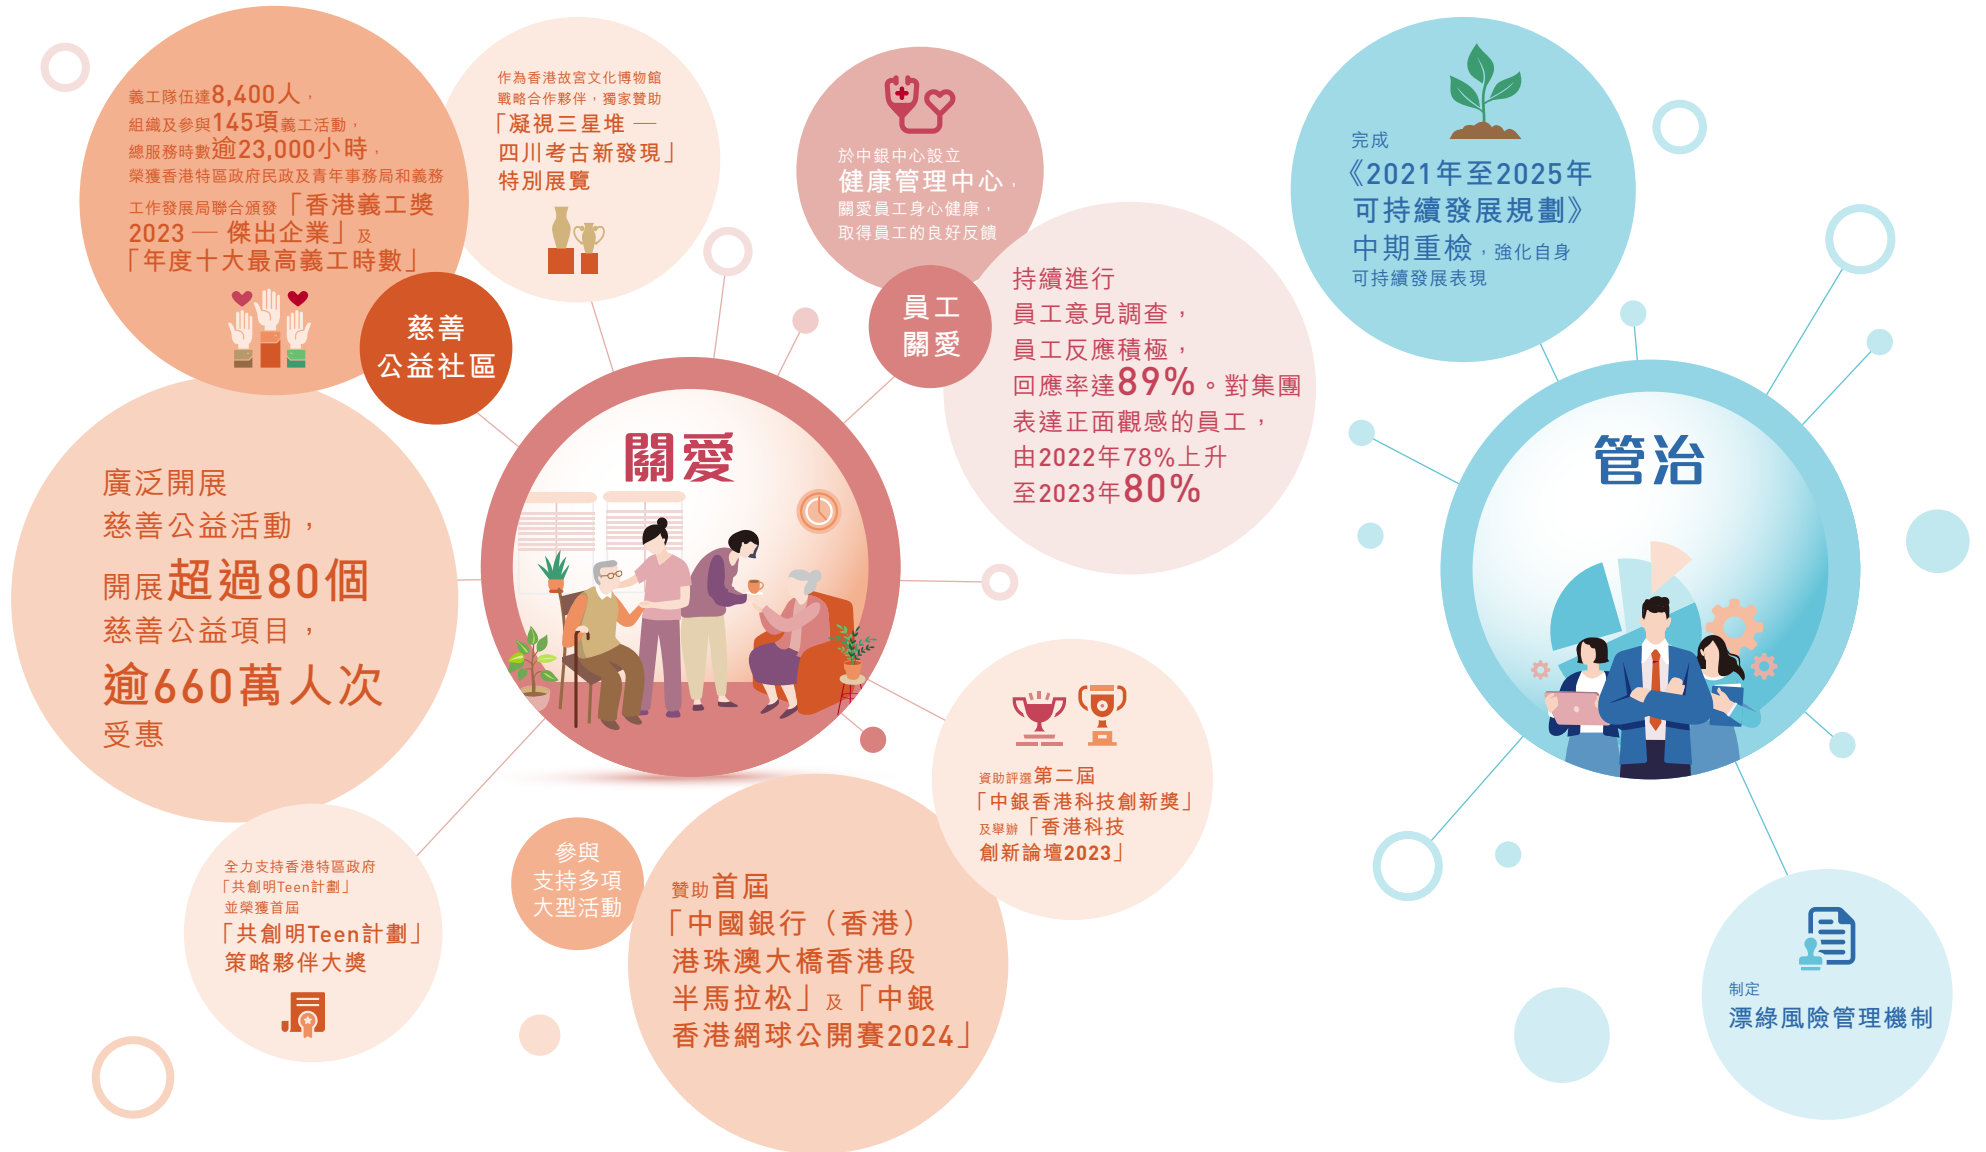 義工隊伍達8,400人，
組織及參與145項義工活動，
總服務時數逾23,000小時，
榮獲香港特區政府民政及青年事務局和義務
工作發展局聯合頒發「香港義工獎
2023 — 傑出企業」及
「年度十大最高義工時數」
作為香港故宮文化博物館
戰略合作夥伴，獨家贊助
「凝視三星堆 —
四川考古新發現」
特別展覽
慈善
公益社區
廣泛開展
慈善公益活動，
開展超過80個
慈善公益項目，
逾660萬人次
受惠
全力支持香港特區政府
「共創明Teen計劃」
並榮獲首屆
「共創明Teen計劃」
策略夥伴大獎
關愛
於中銀中心設立
健康管理中心，
關愛員工身心健康，
取得員工的良好反饋
員工
關愛
持續進行
員工意見調查，
員工反應積極，
回應率達89%。對集團
表達正面觀感的員工，
由2022年78%上升
至2023年80%
資助評選第二屆
「中銀香港科技創新獎」
及舉辦「香港科技
創新論壇2023」
參與
支持多項
大型活動
贊助首屆
「中國銀行（香港）
港珠澳大橋香港段
半馬拉松」及「中銀
香港網球公開賽2024」
完成
《2021年至2025年
可持續發展規劃》
中期重檢，強化自身
可持續發展表現
管治
制定
漂綠風險管理機制